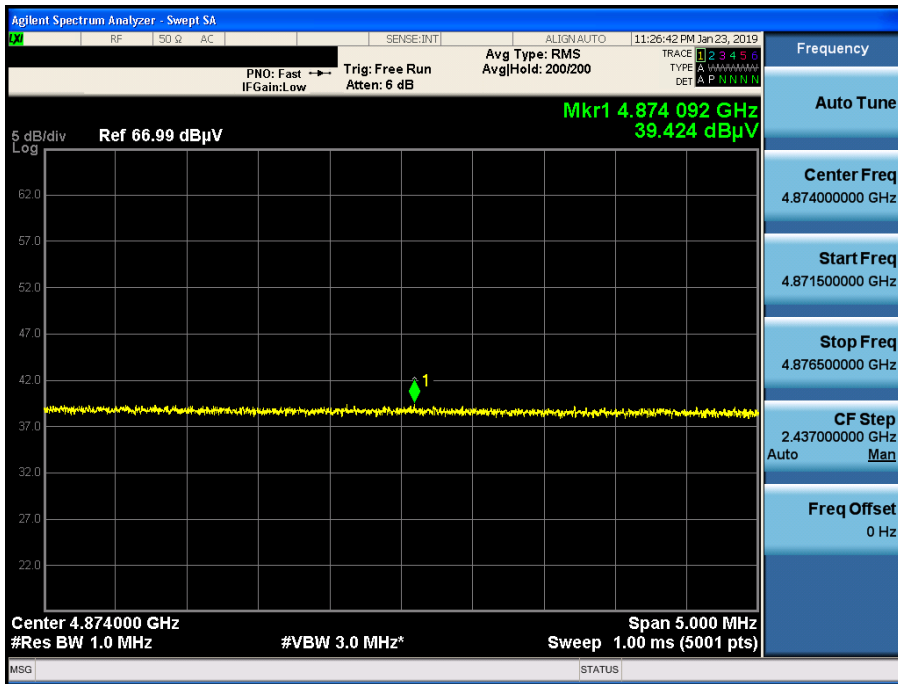 Agilent Spectrum Analyzer - Swept SA
LXI RF 50 Ω AC SENSE:INT ALIGN AUTO 11:26:42 PM Jan 23, 2019
PNO: Fast IFGain:Low
Trig: Free Run
Atten: 6 dB
Avg Type: RMS
Avg|Hold: 200/200
TRACE 1 2 3 4 5 6
TYPE A WWWWW
DET A P N N N N
Mkr1 4.874 092 GHz
39.424 dBµV
5 dB/div Ref 66.99 dBµV
Log
62.0
57.0
52.0
47.0
42.0
37.0
32.0
27.0
22.0
1
Center 4.874000 GHz Span 5.000 MHz
#Res BW 1.0 MHz #VBW 3.0 MHz* Sweep 1.00 ms (5001 pts)
MSG STATUS
Frequency
Auto Tune
Center Freq
4.874000000 GHz
Start Freq
4.871500000 GHz
Stop Freq
4.876500000 GHz
CF Step
2.437000000 GHz
Auto Man
Freq Offset
0 Hz